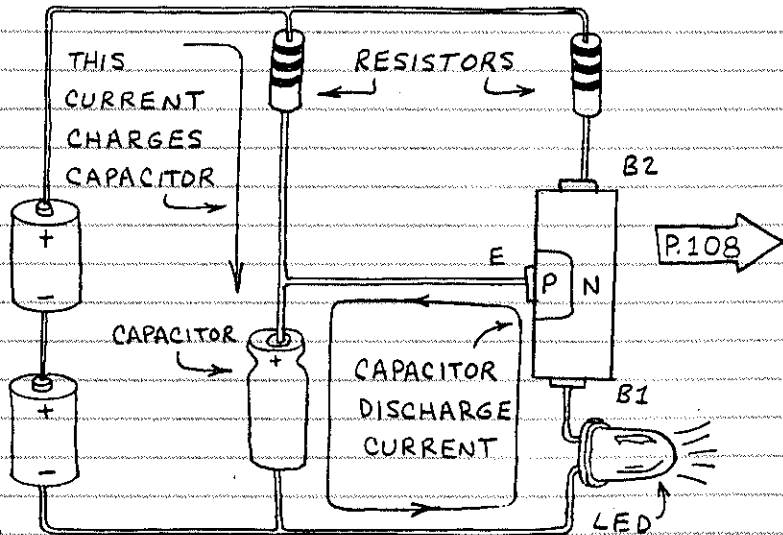 THIS
CURRENT
CHARGES
CAPACITOR
RESISTORS
B2
+
-
E
P N
P.108
CAPACITOR
+
CAPACITOR
DISCHARGE
CURRENT
B1
+
-
LED